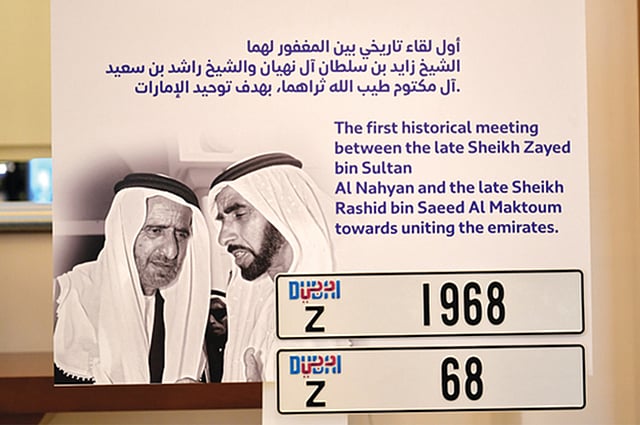 أول لقاء تاريخي بين المغفور لهما
الشيخ زايد بن سلطان آل نهيان والشيخ راشد بن سعيد
آل مكتوم طيب الله ثراهما، بهدف توحيد الإمارات.
The first historical meeting
between the late Sheikh Zayed
bin Sultan
Al Nahyan and the late Sheikh
Rashid bin Saeed Al Maktoum
towards uniting the emirates.
DUBAI دبي
Z 1968
DUBAI دبي
Z 68